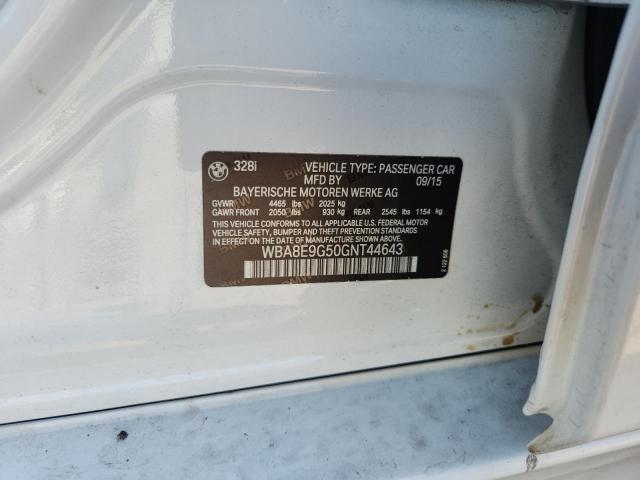 BMW 328i VEHICLE TYPE: PASSENGER CAR
MFD BY 09/15
BAYERISCHE MOTOREN WERKE AG
GVWR 4465 lbs 2025 kg
GAWR FRONT 2050 lbs 930 kg REAR 2545 lbs 1154 kg
THIS VEHICLE CONFORMS TO ALL APPLICABLE U.S. FEDERAL MOTOR
VEHICLE SAFETY, BUMPER, AND THEFT PREVENTION STANDARDS
IN EFFECT ON THE DATE OF MANUFACTURE SHOWN ABOVE.
WBA8E9G50GNT44643